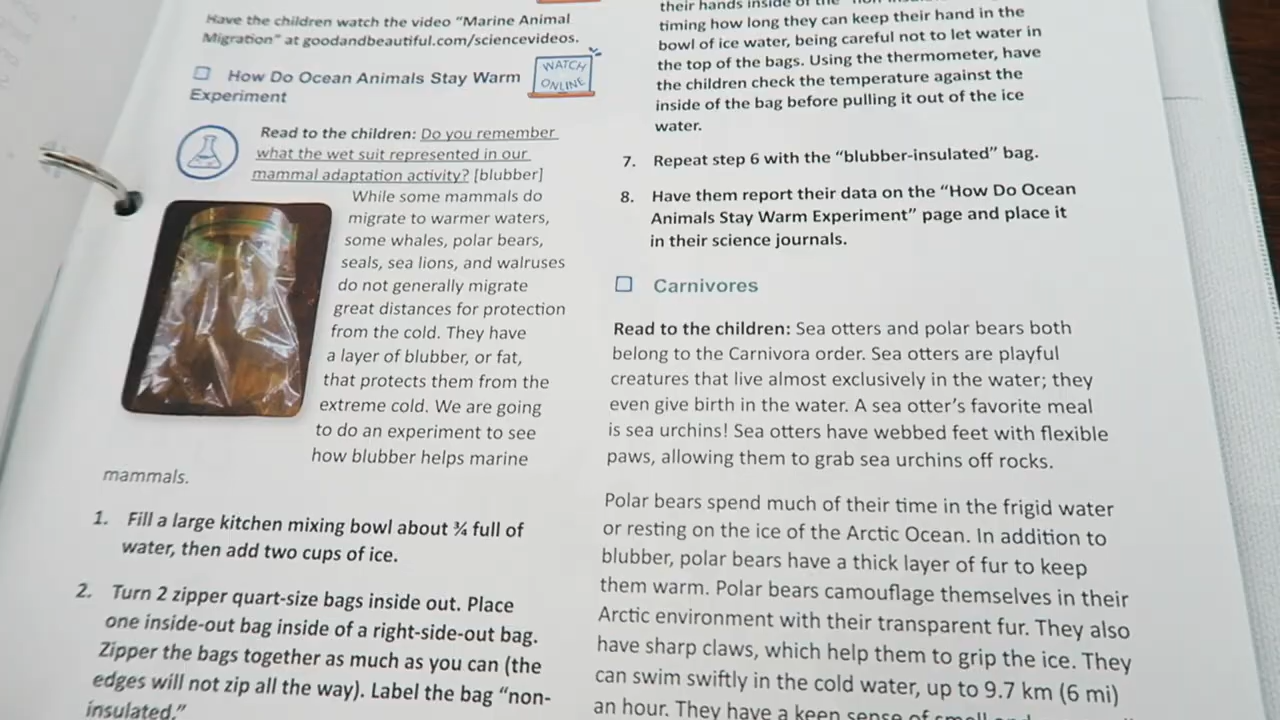 Have the children watch the video “Marine Animal
Migration” at goodandbeautiful.com/sciencevideos.
How Do Ocean Animals Stay Warm
Experiment
WATCH
ONLINE
Read to the children: Do you remember
what the wet suit represented in our
mammal adaptation activity? [blubber]
While some mammals do
migrate to warmer waters,
some whales, polar bears,
seals, sea lions, and walruses
do not generally migrate
great distances for protection
from the cold. They have
a layer of blubber, or fat,
that protects them from the
extreme cold. We are going
to do an experiment to see
how blubber helps marine
mammals.
1. Fill a large kitchen mixing bowl about ¾ full of
water, then add two cups of ice.
2. Turn 2 zipper quart-size bags inside out. Place
one inside-out bag inside of a right-side-out bag.
Zipper the bags together as much as you can (the
edges will not zip all the way). Label the bag “non-
insulated.”
their hands inside of the
timing how long they can keep their hand in the
bowl of ice water, being careful not to let water in
the top of the bags. Using the thermometer, have
the children check the temperature against the
inside of the bag before pulling it out of the ice
water.
7. Repeat step 6 with the “blubber-insulated” bag.
8. Have them report their data on the “How Do Ocean
Animals Stay Warm Experiment” page and place it
in their science journals.
Carnivores
Read to the children: Sea otters and polar bears both
belong to the Carnivora order. Sea otters are playful
creatures that live almost exclusively in the water; they
even give birth in the water. A sea otter’s favorite meal
is sea urchins! Sea otters have webbed feet with flexible
paws, allowing them to grab sea urchins off rocks.
Polar bears spend much of their time in the frigid water
or resting on the ice of the Arctic Ocean. In addition to
blubber, polar bears have a thick layer of fur to keep
them warm. Polar bears camouflage themselves in their
Arctic environment with their transparent fur. They also
have sharp claws, which help them to grip the ice. They
can swim swiftly in the cold water, up to 9.7 km (6 mi)
an hour. They have a keen sense of smell and